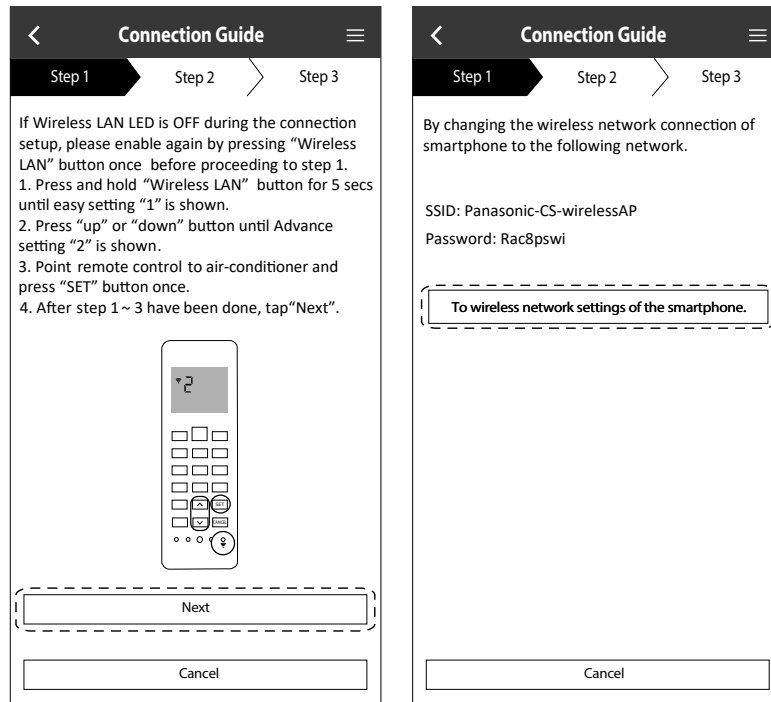 Connection Guide
Step 1 Step 2 Step 3
If Wireless LAN LED is OFF during the connection
setup, please enable again by pressing “Wireless
LAN” button once before proceeding to step 1.
1. Press and hold “Wireless LAN” button for 5 secs
until easy setting “1” is shown.
2. Press “up” or “down” button until Advance
setting “2” is shown.
3. Point remote control to air-conditioner and
press “SET” button once.
4. After step 1 ~ 3 have been done, tap“Next”.
2
SET
CANCEL
Next
Cancel
Connection Guide
Step 1 Step 2 Step 3
By changing the wireless network connection of
smartphone to the following network.
SSID: Panasonic-CS-wirelessAP
Password: Rac8pswi
To wireless network settings of the smartphone.
Cancel